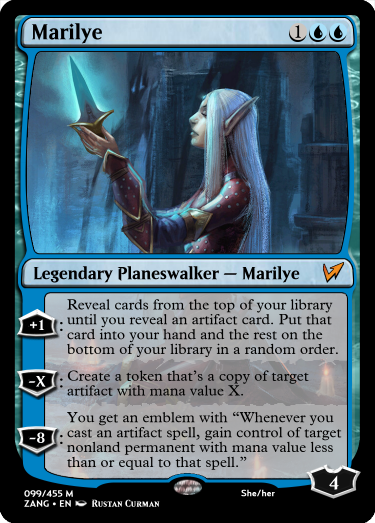 Marilye 1
Legendary Planeswalker — Marilye
+1: Reveal cards from the top of your library
until you reveal an artifact card. Put that
card into your hand and the rest on the
bottom of your library in a random order.
-X: Create a token that's a copy of target
artifact with mana value X.
-8: You get an emblem with “Whenever you
cast an artifact spell, gain control of target
nonland permanent with mana value less
than or equal to that spell.”
4
099/455 M She/her
ZANG • EN Rustan Curman